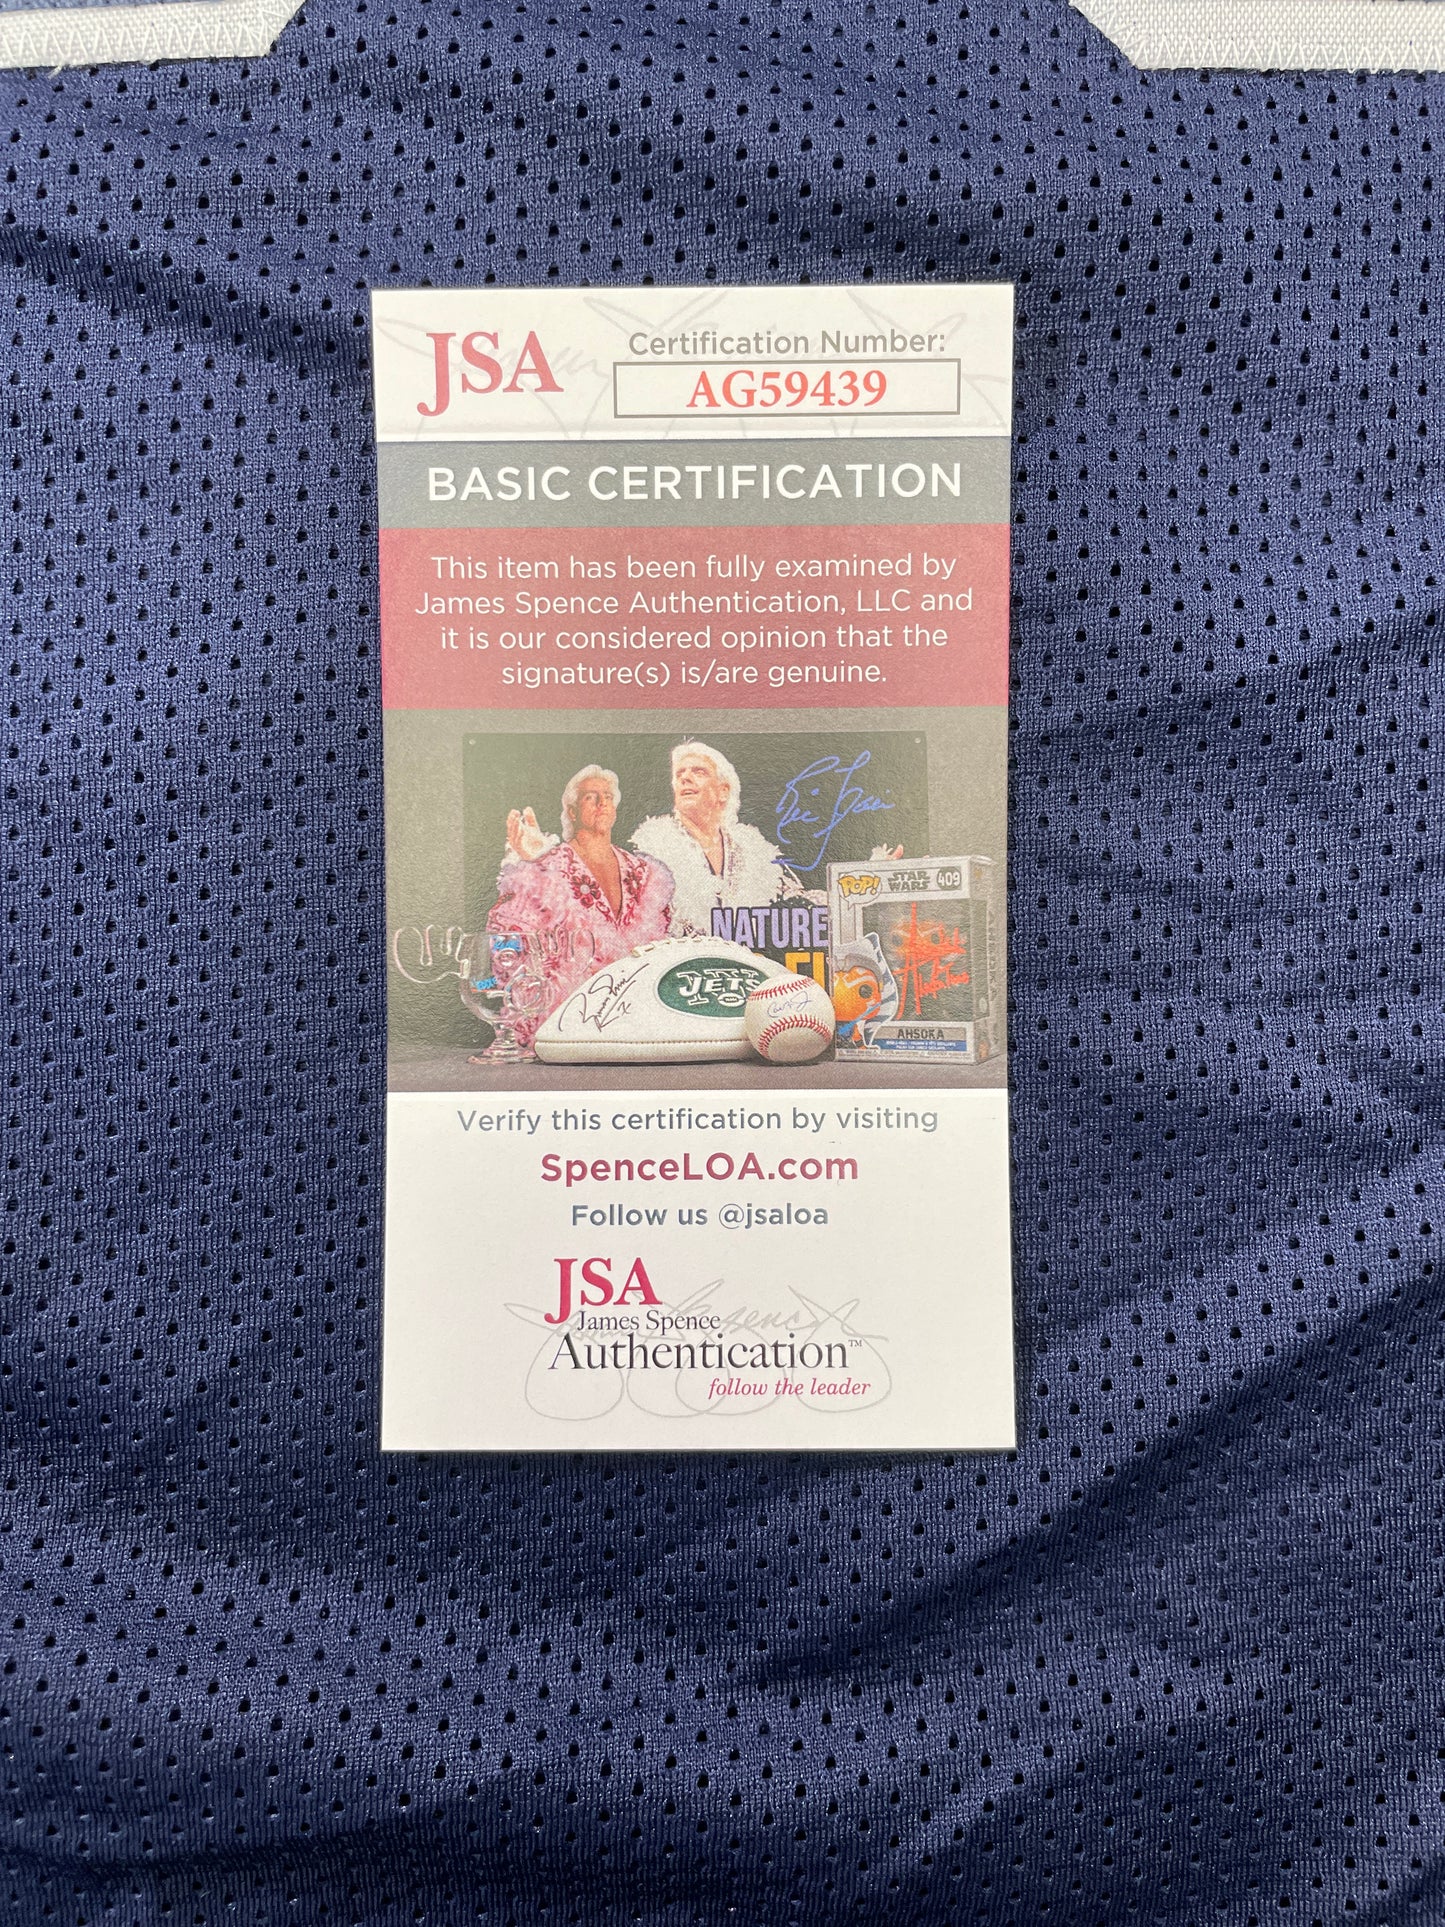 JSA
Certification Number:
AG59439
BASIC CERTIFICATION
This item has been fully examined by
James Spence Authentication, LLC and
it is our considered opinion that the
signature(s) is/are genuine.
NATURE
JETS
POP!
STAR
WARS
409
AHSOKA
Verify this certification by visiting
SpenceLOA.com
Follow us @jsaloa
JSA
James Spence
Authentication™
follow the leader